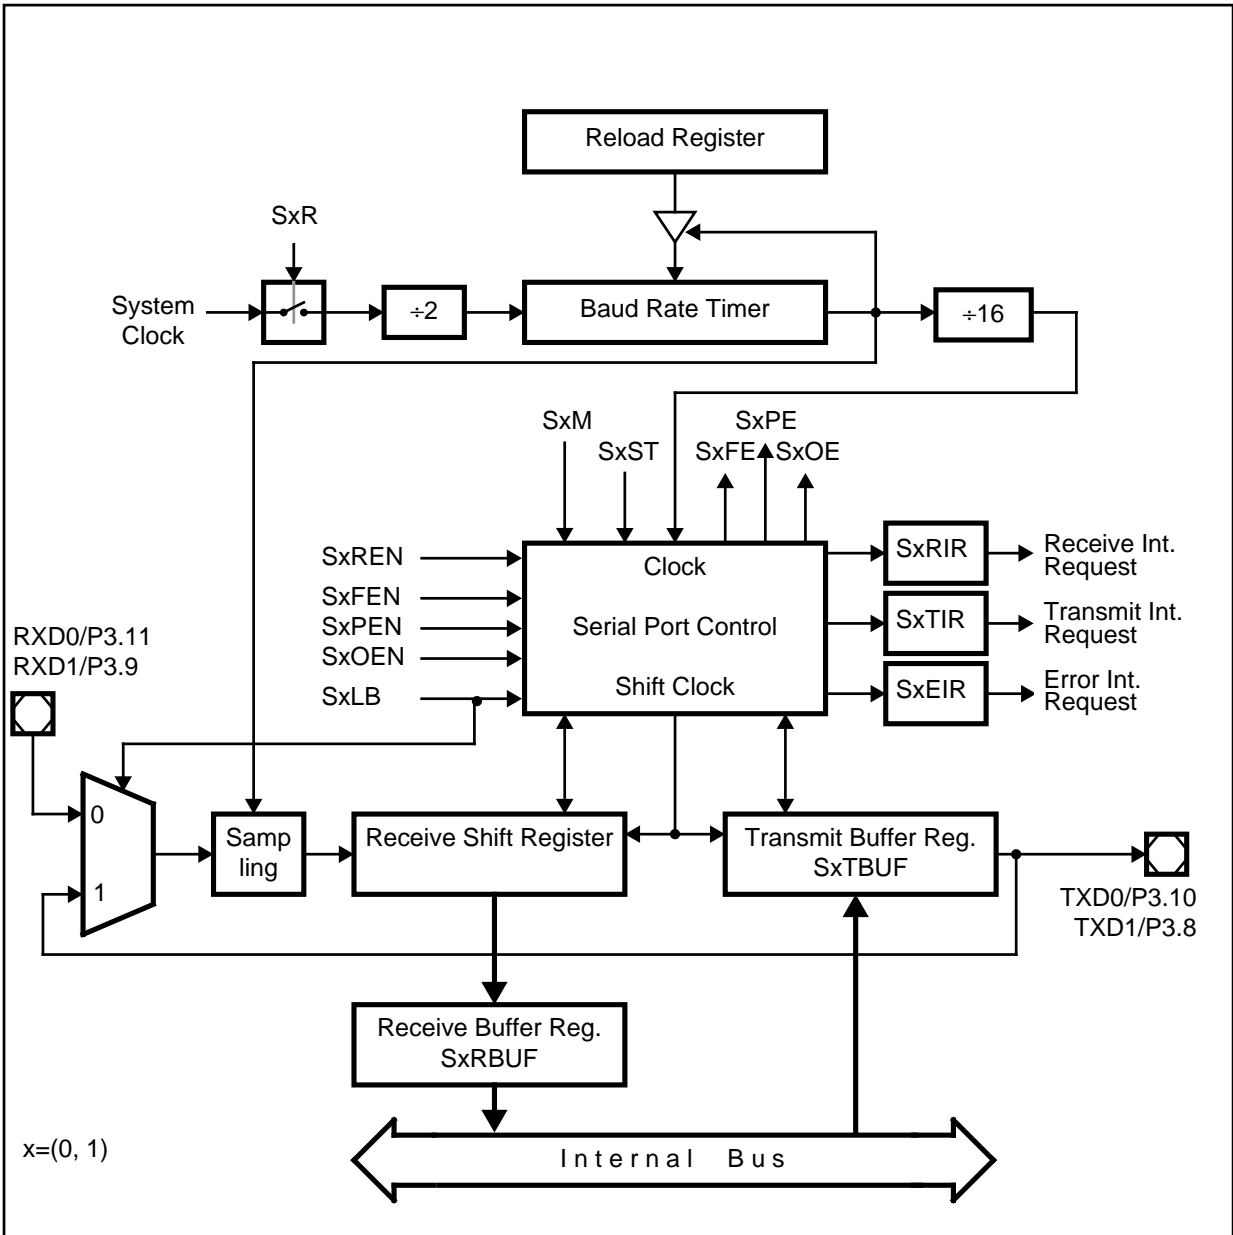 Reload Register
SxR
System
Clock
÷2
Baud Rate Timer
÷16
SxM
SxPE
SxST
SxFE
SxOE
SxREN
SxFEN
SxPEN
SxOEN
SxLB
Clock
Serial Port Control
Shift Clock
SxRIR
Receive Int.
Request
SxTIR
Transmit Int.
Request
SxEIR
Error Int.
Request
RXD0/P3.11
RXD1/P3.9
0
1
Samp
ling
Receive Shift Register
Transmit Buffer Reg.
SxTBUF
TXD0/P3.10
TXD1/P3.8
Receive Buffer Reg.
SxRBUF
Internal Bus
x=(0, 1)